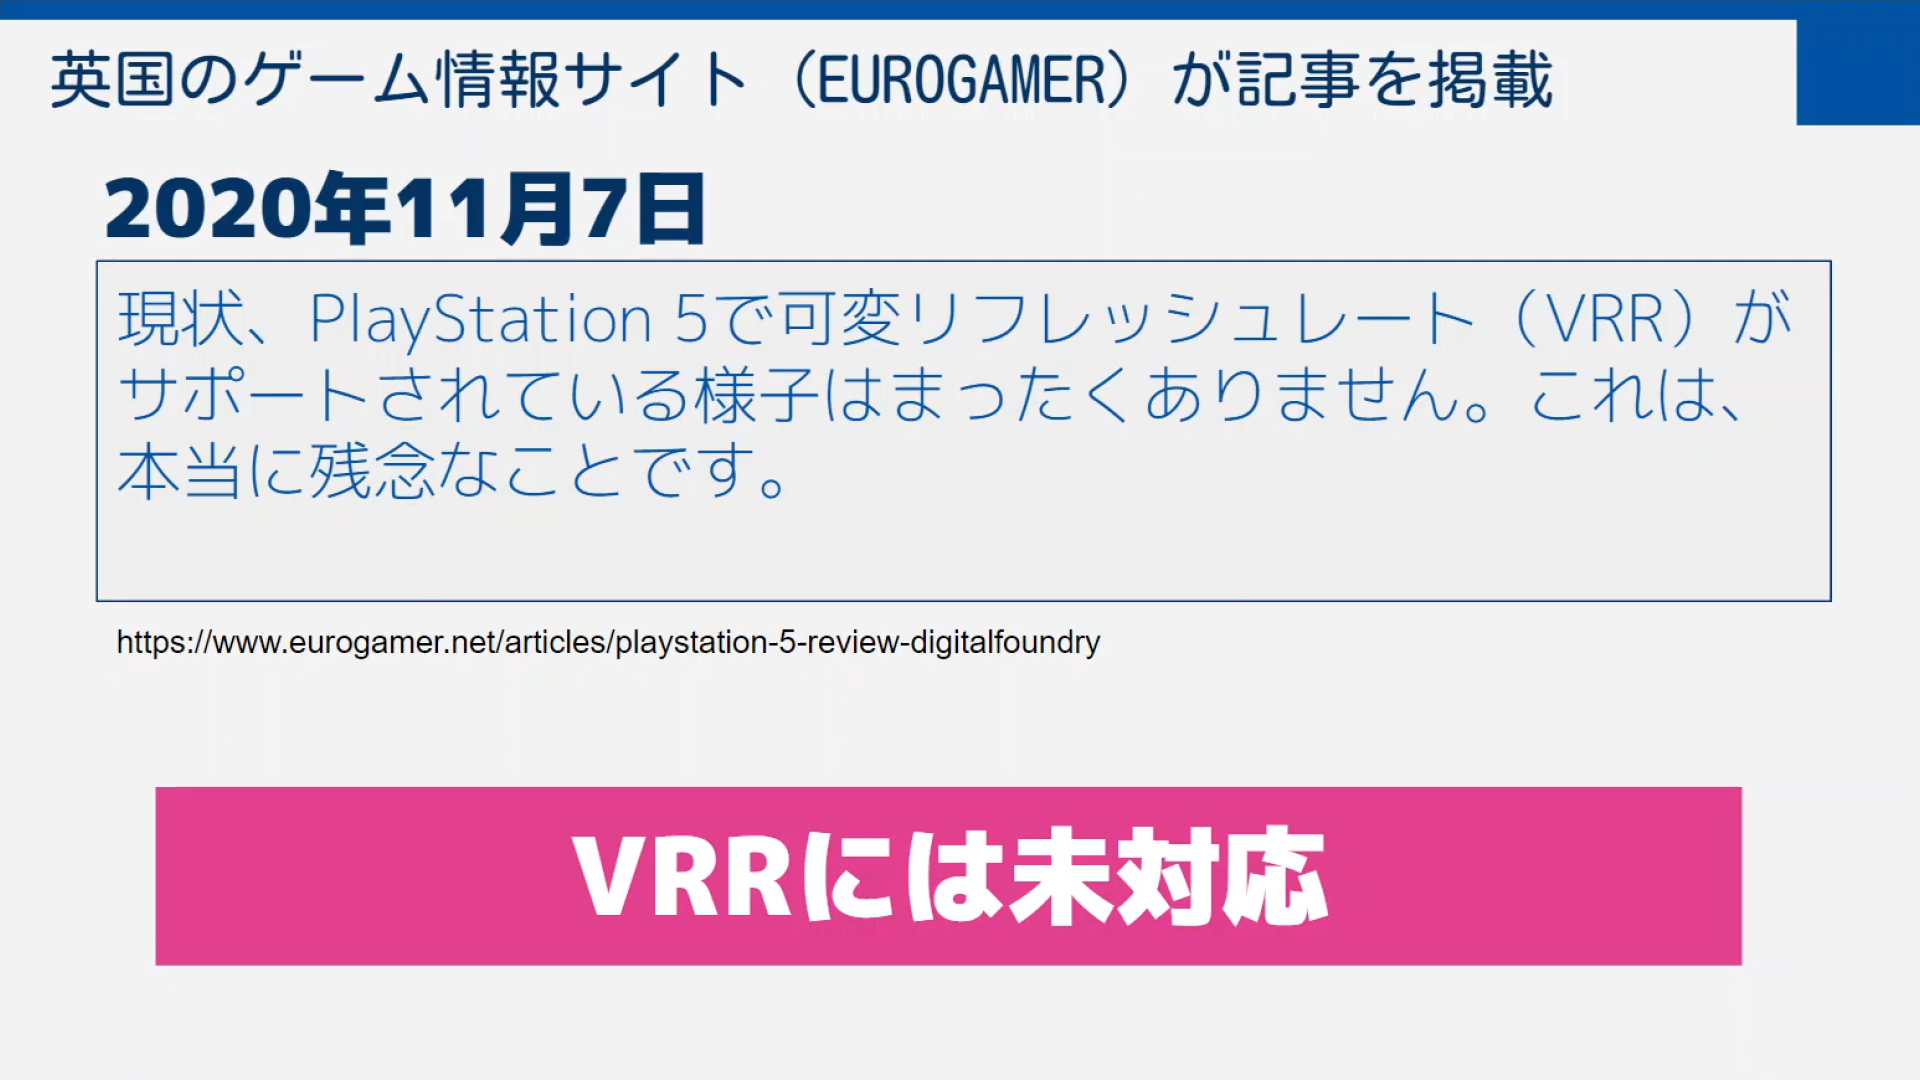 英国のゲーム情報サイト（EUROGAMER）が記事を掲載
2020年11月7日
現状、PlayStation 5で可変リフレッシュレート（VRR）が
サポートされている様子はまったくありません。これは、
本当に残念なことです。
https://www.eurogamer.net/articles/playstation-5-review-digitalfoundry
VRRには未対応